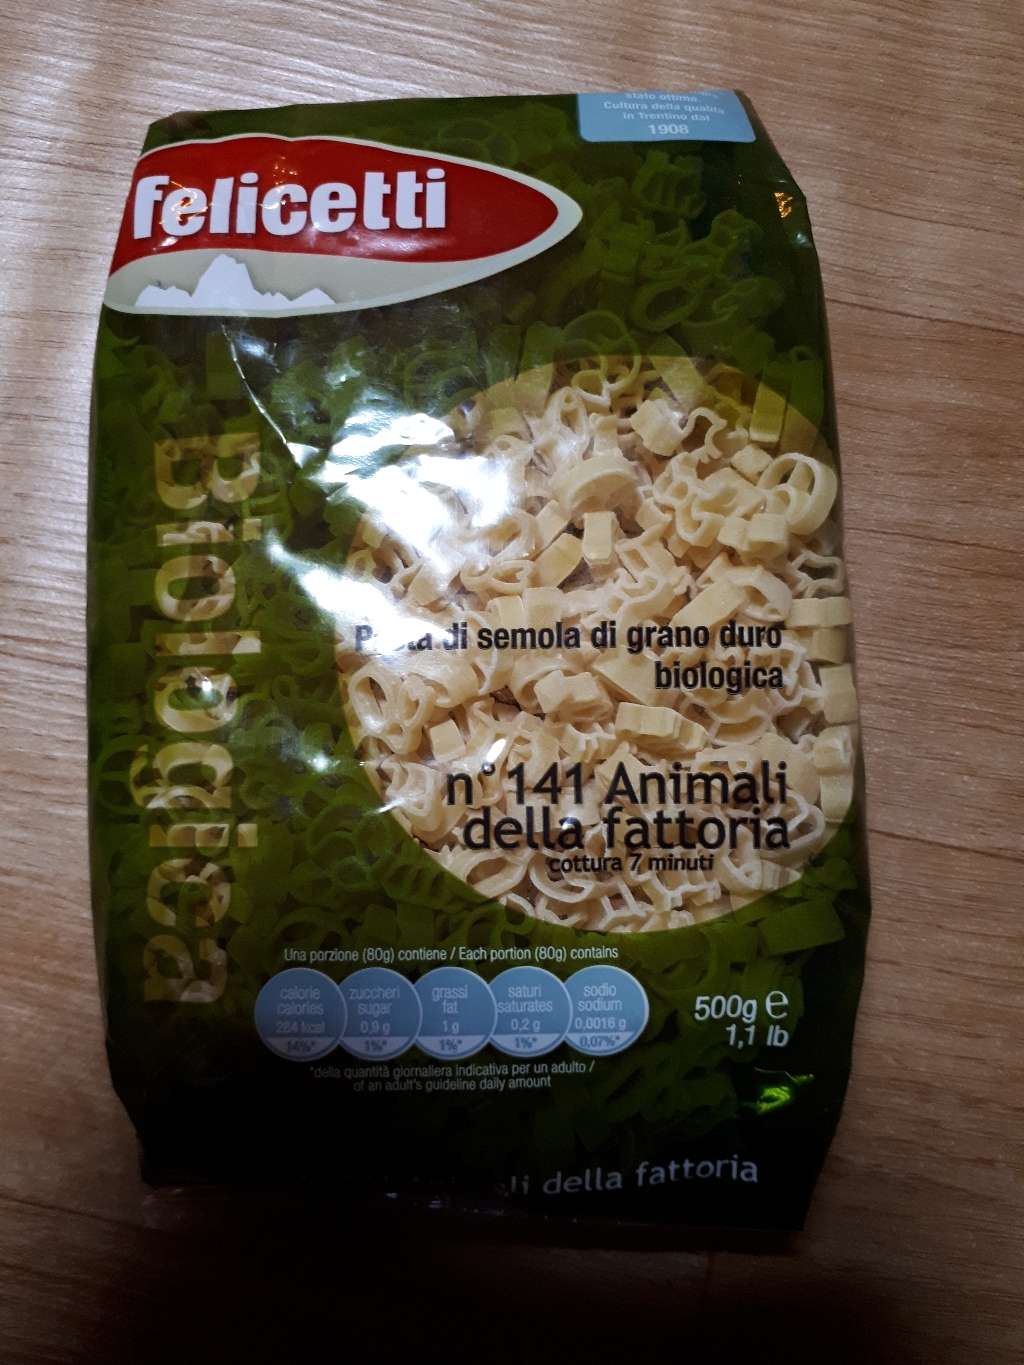 stato ottimo.
Cultura della qualità
in Trentino dal
1908
felicetti
Biologica
Pasta di semola di grano duro
biologica
n°141 Animali
della fattoria
cottura 7 minuti
Una porzione (80g) contiene / Each portion (80g) contains
calorie zuccheri grassi saturi sodio
calories sugar fat saturates sodium
284 kcal 0,9 g 1 g 0,2 g 0,0016 g
14%* 1%* 1%* 1%* 0,07%*
*della quantità giornaliera indicativa per un adulto /
of an adult's guideline daily amount
500g e
1,1 lb
della fattoria